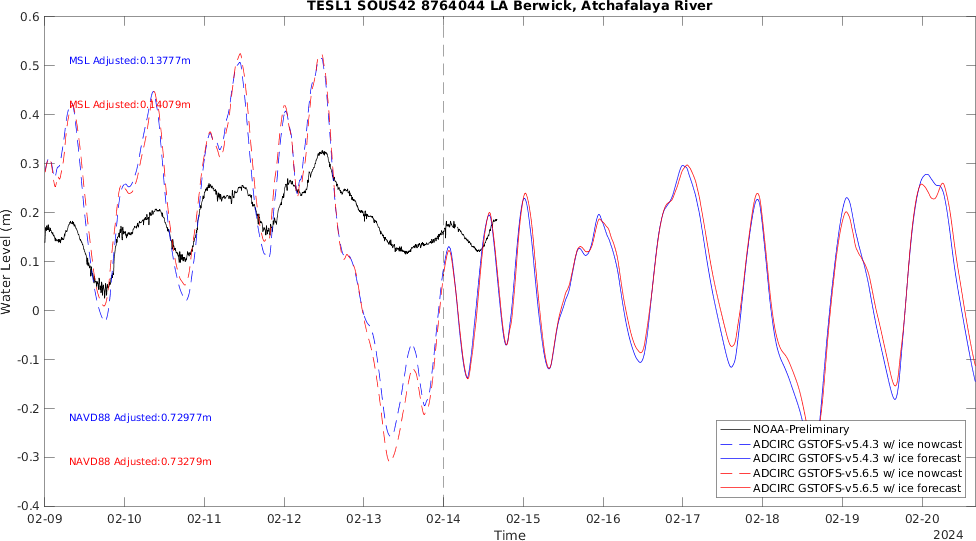 TESL1 SOUS42 8764044 LA Berwick, Atchafalaya River
0.6
0.5
0.4
0.3
0.2
0.1
0
-0.1
-0.2
-0.3
-0.4
Water Level (m)
MSL Adjusted:0.13777m
MSL Adjusted:0.14079m
NAVD88 Adjusted:0.72977m
NAVD88 Adjusted:0.73279m
NOAA-Preliminary
ADCIRC GSTOFS-v5.4.3 w/ ice nowcast
ADCIRC GSTOFS-v5.4.3 w/ ice forecast
ADCIRC GSTOFS-v5.6.5 w/ ice nowcast
ADCIRC GSTOFS-v5.6.5 w/ ice forecast
02-09 02-10 02-11 02-12 02-13 02-14 02-15 02-16 02-17 02-18 02-19 02-20
Time
2024